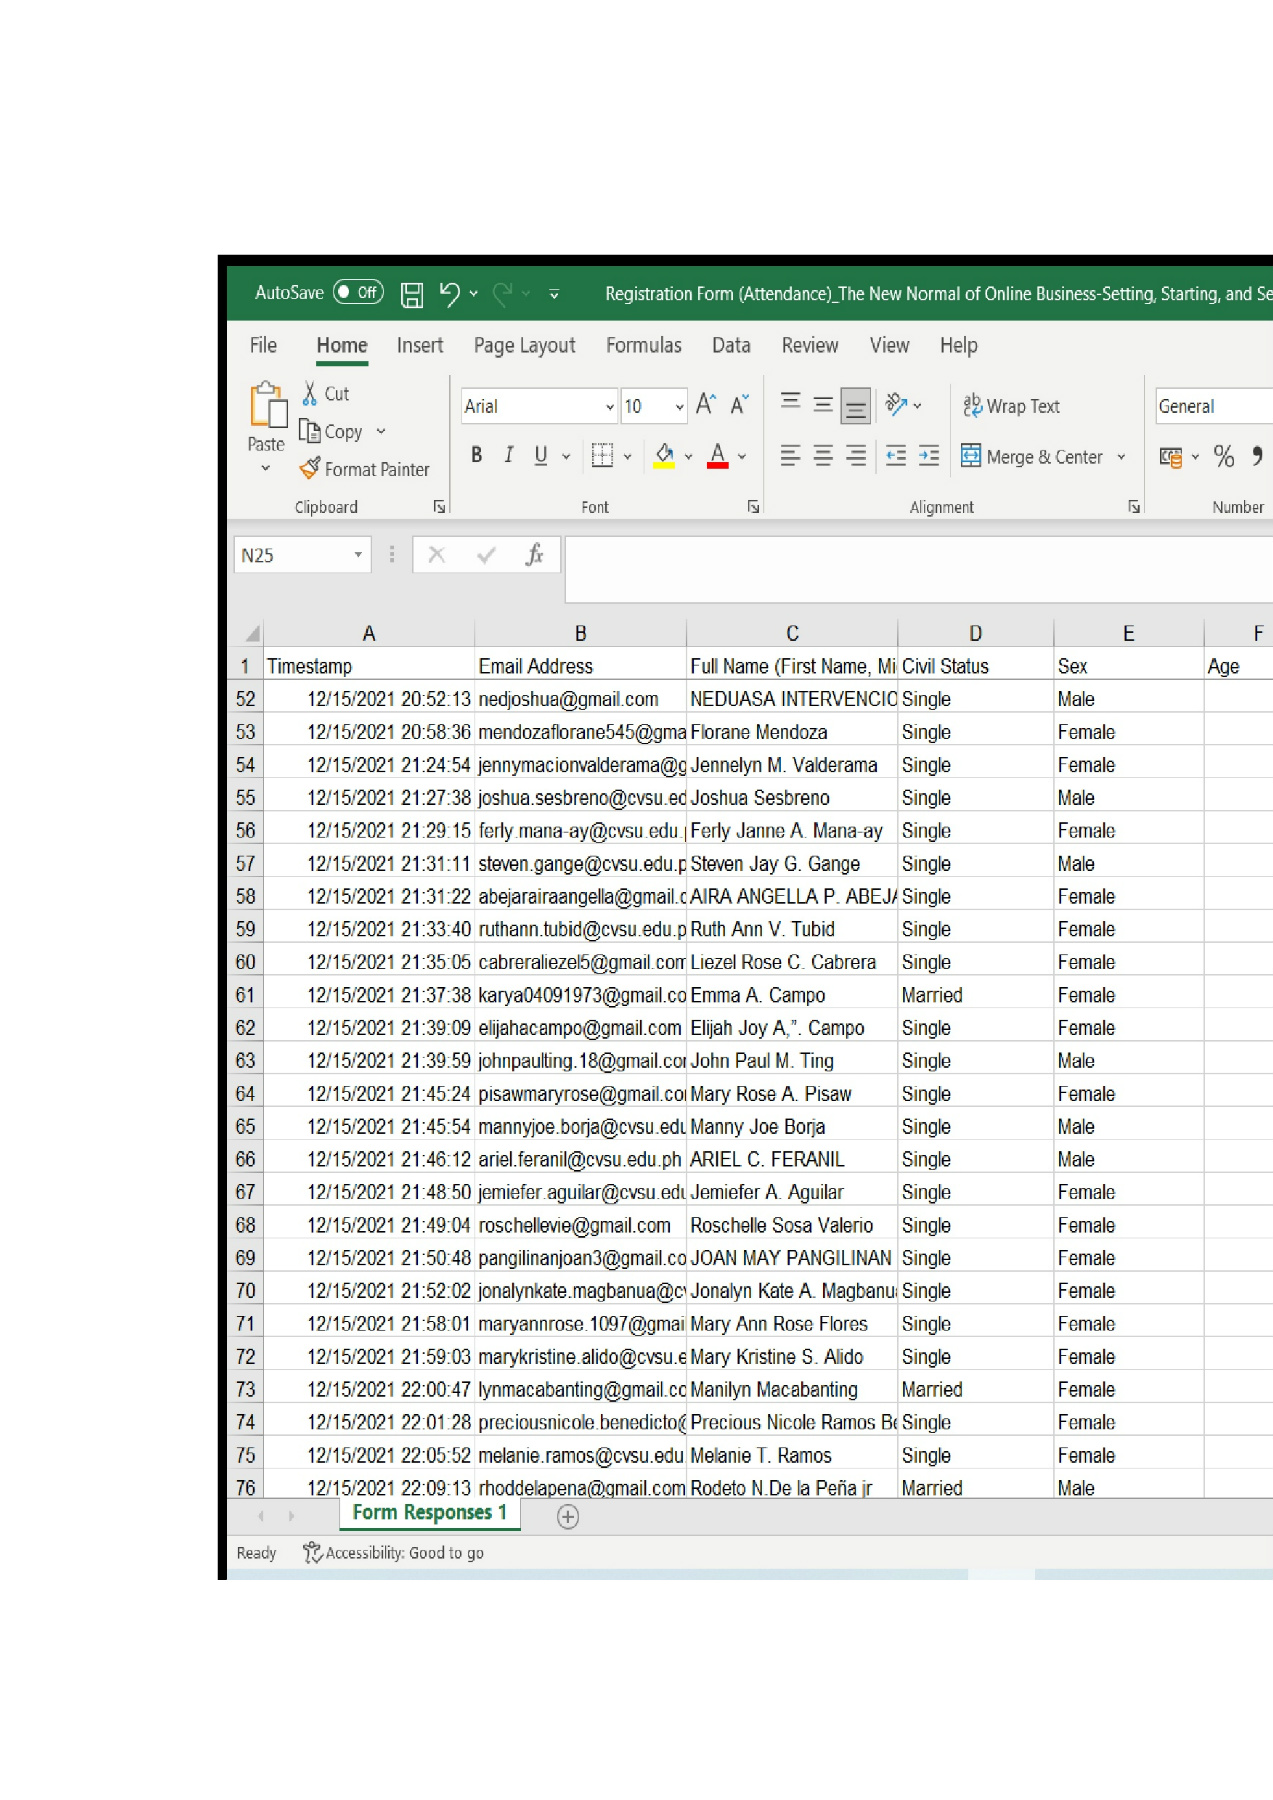 AutoSave Off Registration Form (Attendance)_The New Normal of Online Business-Setting, Starting, and Se
File Home Insert Page Layout Formulas Data Review View Help
Paste Cut Copy Format Painter
Arial 10 Wrap Text General
B I U A Merge & Center % 9
Clipboard Font Alignment Number
N25 fx
A B C D E F
1 Timestamp Email Address Full Name (First Name, Mi Civil Status Sex Age
52 12/15/2021 20:52:13 nedjoshua@gmail.com NEDUASA INTERVENCIO Single Male
53 12/15/2021 20:58:36 mendozaflorane545@gma Florane Mendoza Single Female
54 12/15/2021 21:24:54 jennymacionvalderama@g Jennelyn M. Valderama Single Female
55 12/15/2021 21:27:38 joshua.sesbreno@cvsu.ed Joshua Sesbreno Single Male
56 12/15/2021 21:29:15 ferly.mana-ay@cvsu.edu. Ferly Janne A. Mana-ay Single Female
57 12/15/2021 21:31:11 steven.gange@cvsu.edu.p Steven Jay G. Gange Single Male
58 12/15/2021 21:31:22 abejarairaangella@gmail.c AIRA ANGELLA P. ABEJA Single Female
59 12/15/2021 21:33:40 ruthann.tubid@cvsu.edu.p Ruth Ann V. Tubid Single Female
60 12/15/2021 21:35:05 cabreraliezel5@gmail.com Liezel Rose C. Cabrera Single Female
61 12/15/2021 21:37:38 karya04091973@gmail.co Emma A. Campo Married Female
62 12/15/2021 21:39:09 elijahacampo@gmail.com Elijah Joy A,”. Campo Single Female
63 12/15/2021 21:39:59 johnpaulting.18@gmail.cor John Paul M. Ting Single Male
64 12/15/2021 21:45:24 pisawmaryrose@gmail.coi Mary Rose A. Pisaw Single Female
65 12/15/2021 21:45:54 mannyjoe.borja@cvsu.edu Manny Joe Borja Single Male
66 12/15/2021 21:46:12 ariel.feranil@cvsu.edu.ph ARIEL C. FERANIL Single Male
67 12/15/2021 21:48:50 jemiefer.aguilar@cvsu.edu Jemiefer A. Aguilar Single Female
68 12/15/2021 21:49:04 roschellevie@gmail.com Roschelle Sosa Valerio Single Female
69 12/15/2021 21:50:48 pangilinanjoan3@gmail.co JOAN MAY PANGILINAN Single Female
70 12/15/2021 21:52:02 jonalynkate.magbanua@cv Jonalyn Kate A. Magbanu Single Female
71 12/15/2021 21:58:01 maryannrose.1097@gmai Mary Ann Rose Flores Single Female
72 12/15/2021 21:59:03 marykristine.alido@cvsu.e Mary Kristine S. Alido Single Female
73 12/15/2021 22:00:47 lynmacabanting@gmail.co Manilyn Macabanting Married Female
74 12/15/2021 22:01:28 preciousnicole.benedicto@ Precious Nicole Ramos Be Single Female
75 12/15/2021 22:05:52 melanie.ramos@cvsu.edu. Melanie T. Ramos Single Female
76 12/15/2021 22:09:13 rhoddelapena@gmail.com Rodeto N.De la Peña jr Married Male
Form Responses 1
Ready Accessibility: Good to go